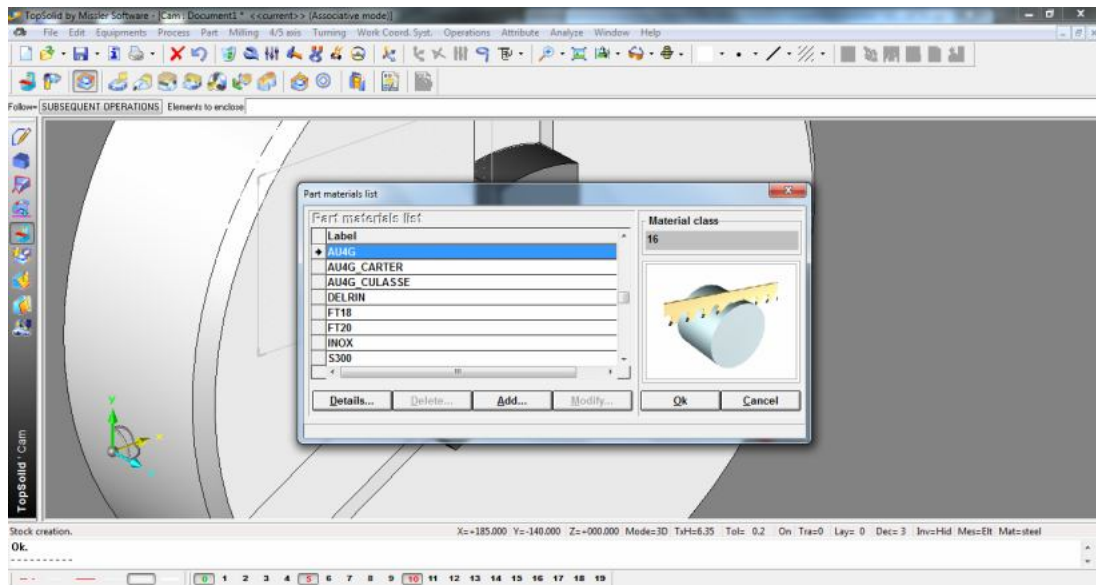 TopSolid by Missler Software - [Cam : Document1 * <<current>> (Associative mode)]
Cam File Edit Equipments Process Part Milling 4/5 axis Turning Work Coord. Syst. Operations Attribute Analyze Window Help
Follow= SUBSEQUENT OPERATIONS Elements to enclose
Part materials list
Part materials list
Label
AU4G
AU4G_CARTER
AU4G_CULASSE
DELRIN
FT18
FT20
INOX
S300
Material class
16
Details... Delete... Add... Modify... Ok Cancel
TopSolid'Cam
Stock creation. X=+185.000 Y=-140.000 Z=+000.000 Mode=3D TxH=6.35 Tol= 0.2 On Tra=0 Lay= 0 Dec= 3 Inv=Hid Mes=Elt Mat=steel
Ok.
0 1 2 3 4 5 6 7 8 9 10 11 12 13 14 15 16 17 18 19